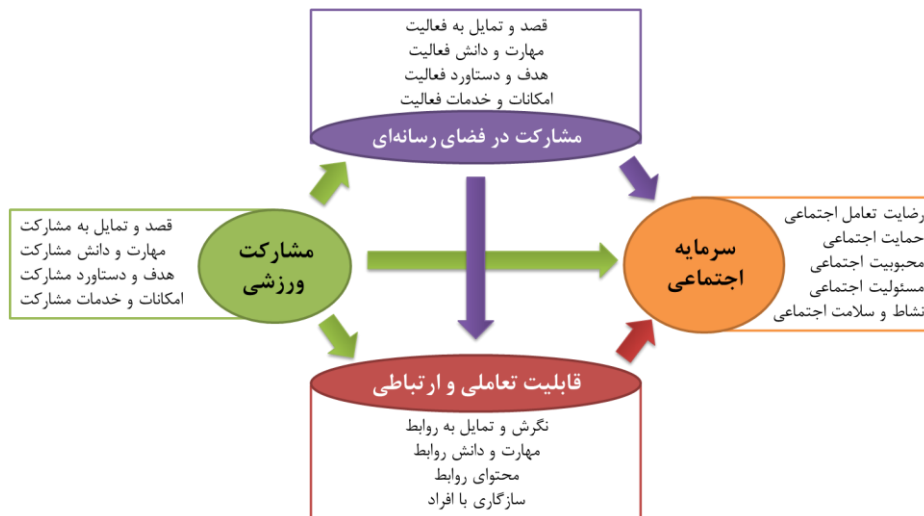 قصد و تمایل به فعالیت
مهارت و دانش فعالیت
هدف و دستاورد فعالیت
امکانات و خدمات فعالیت
مشارکت در فضای رسانه‌ای
مشارکت
ورزشی
قصد و تمایل به مشارکت
مهارت و دانش مشارکت
هدف و دستاورد مشارکت
امکانات و خدمات مشارکت
سرمایه
اجتماعی
رضایت تعامل اجتماعی
حمایت اجتماعی
محبوبیت اجتماعی
مسئولیت اجتماعی
نشاط و سلامت اجتماعی
قابلیت تعاملی و ارتباطی
نگرش و تمایل به روابط
مهارت و دانش روابط
محتوای روابط
سازگاری با افراد